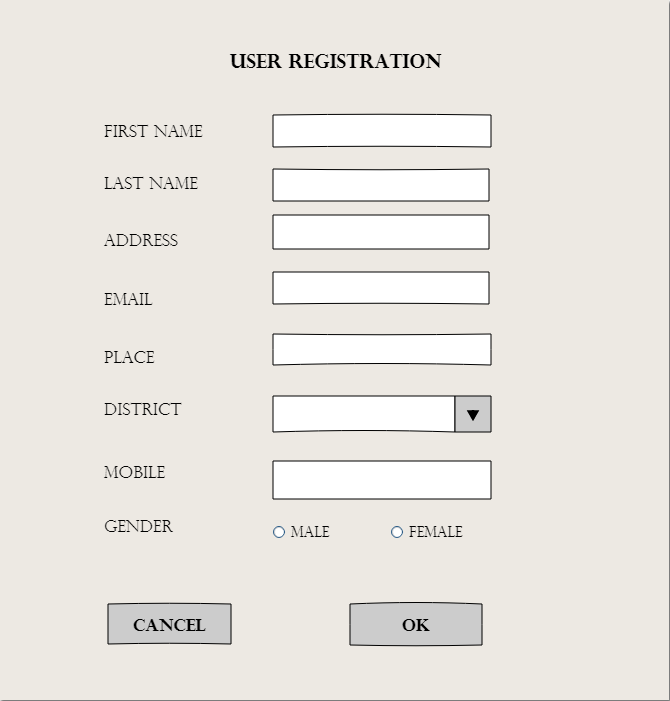 USER REGISTRATION
FIRST NAME
LAST NAME
ADDRESS
EMAIL
PLACE
DISTRICT
MOBILE
GENDER MALE FEMALE
CANCEL OK